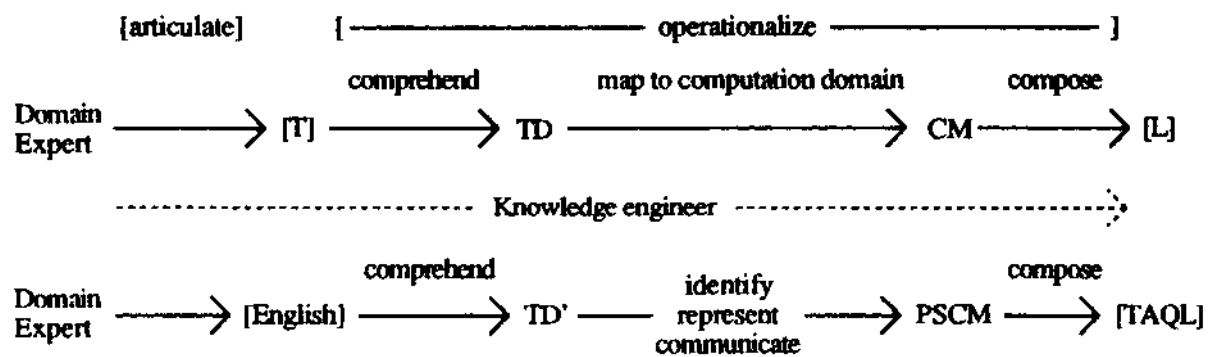 [articulate] [ operationalize ]
comprehend map to computation domain compose
Domain Expert [T] TD CM [L]
Knowledge engineer
comprehend identify represent communicate compose
Domain Expert [English] TD' PSCM [TAQL]